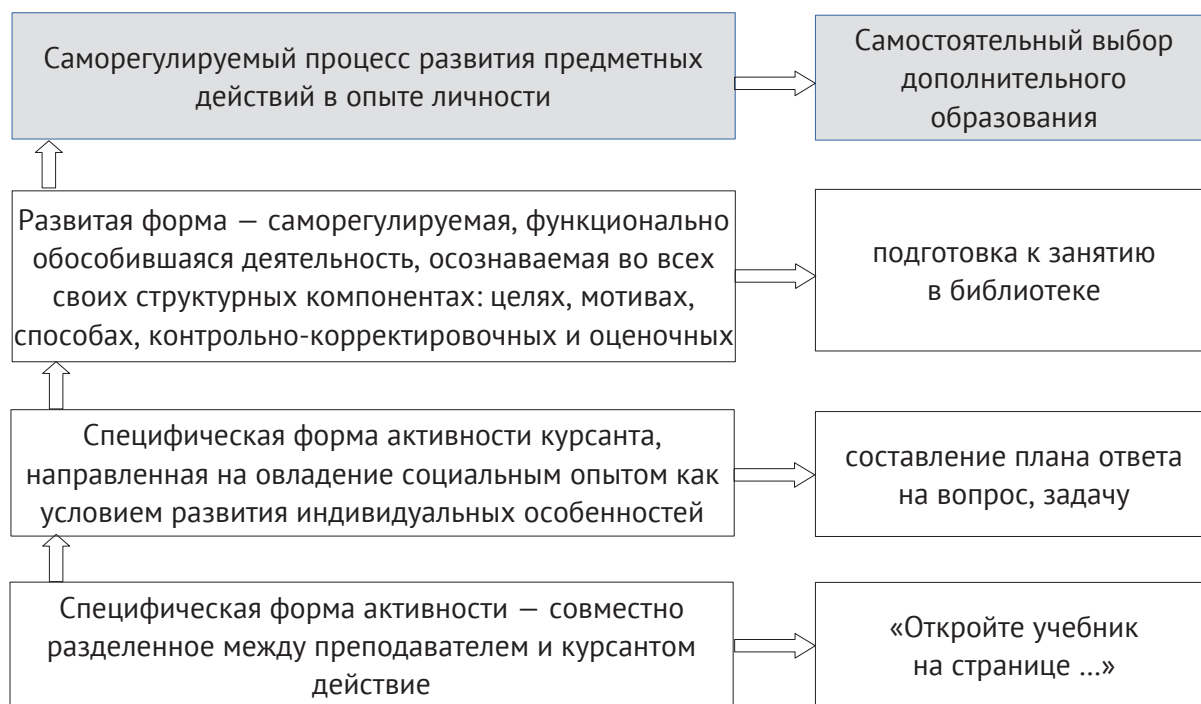 Саморегулируемый процесс развития предметных
действий в опыте личности
Самостоятельный выбор
дополнительного
образования
Развитая форма — саморегулируемая, функционально
обособившаяся деятельность, осознаваемая во всех
своих структурных компонентах: целях, мотивах,
способах, контрольно-корректировочных и оценочных
подготовка к занятию
в библиотеке
Специфическая форма активности курсанта,
направленная на овладение социальным опытом как
условием развития индивидуальных особенностей
составление плана ответа
на вопрос, задачу
Специфическая форма активности — совместно
разделенное между преподавателем и курсантом
действие
«Откройте учебник
на странице ...»